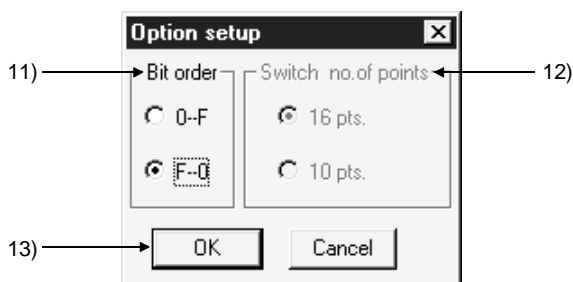 Option setup
11) Bit order Switch no.of points 12)
0--F 16 pts.
F--0 10 pts.
13) OK Cancel